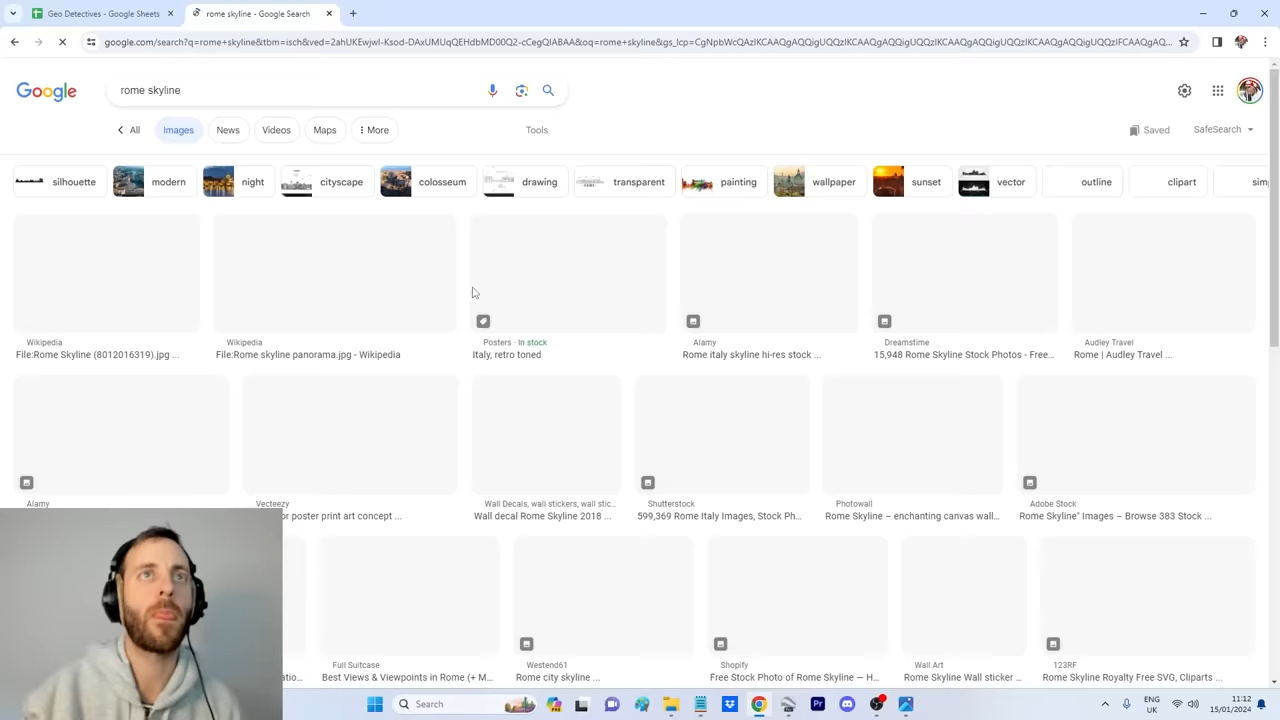 Geo Detectives - Google Sheets
rome skyline - Google Search
google.com/search?q=rome+skyline&tbm=isch&ved=2ahUKEwjwl-Ksod-DAxUMUqQEHdbMD00Q2-cCegQIABAA&oq=rome+skyline&gs_lcp=CgNpbWcQAzIKCAAQgAQQigUQQzIKCAAQgAQQigUQQzIKCAAQgAQQigUQQzIFCAAQgAQ...
Google
rome skyline
All
Images
News
Videos
Maps
More
Tools
Saved
SafeSearch
silhouette
modern
night
cityscape
colosseum
drawing
transparent
painting
wallpaper
sunset
vector
outline
clipart
Wikipedia
File:Rome Skyline (8012016319).jpg ...
Wikipedia
File:Rome skyline panorama.jpg - Wikipedia
Posters · In stock
Italy, retro toned
Alamy
Rome italy skyline hi-res stock ...
Dreamstime
15,948 Rome Skyline Stock Photos - Free...
Audley Travel
Rome | Audley Travel ...
Alamy
Vecteezy
or poster print art concept ...
Wall Decals, wall stickers, wall stic...
Wall decal Rome Skyline 2018 ...
Shutterstock
599,369 Rome Italy Images, Stock Ph...
Photowall
Rome Skyline – enchanting canvas wall...
Adobe Stock
Rome Skyline" Images – Browse 383 Stock ...
Full Suitcase
Best Views & Viewpoints in Rome (+ M...
Westend61
Rome city skyline ...
Shopify
Free Stock Photo of Rome Skyline — H...
Wall Art
Rome Skyline Wall sticker ...
123RF
Rome Skyline Royalty Free SVG, Cliparts ...
Search
ENG
UK
11:12
15/01/2024